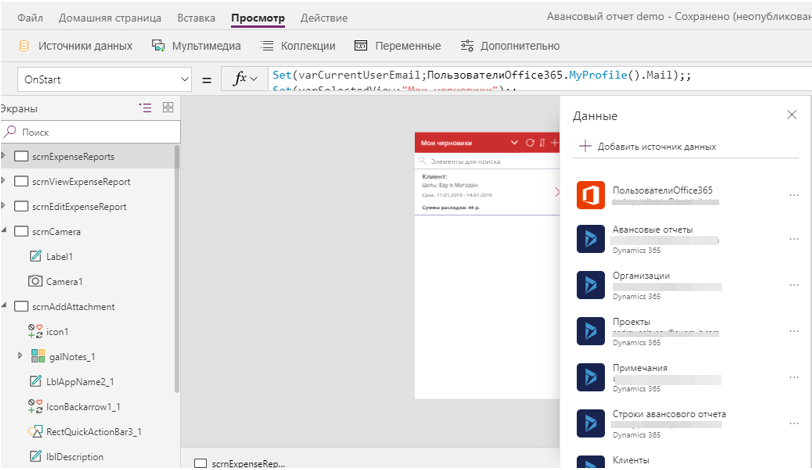 Файл Домашняя страница Вставка Просмотр Действие Авансовый отчет demo - Сохранено (неопубликован
Источники данных Мультимедиа Коллекции Переменные Дополнительно
OnStart = fx Set(varCurrentUserEmail;ПользователиOffice365.MyProfile().Mail);;
Set(varSelectedView;"Мои черновики");;
Экраны
Поиск
scrnExpenseReports
scrnViewExpenseReport
scrnEditExpenseReport
scrnCamera
Label1
Camera1
scrnAddAttachment
icon1
galNotes_1
LblAppName2_1
IconBackarrow1_1
RectQuickActionBar3_1
lblDescription
Мои черновики
Элементы для поиска
Клиент:
Цель: Еду в Магадан
Срок: 11.01.2019 - 14.01.2019
Сумма расходов: 44 р.
scrnExpenseRep...
Данные
Добавить источник данных
ПользователиOffice365
Авансовые отчеты
Dynamics 365
Организации
Dynamics 365
Проекты
Dynamics 365
Примечания
Dynamics 365
Строки авансового отчета
Dynamics 365
Клиенты